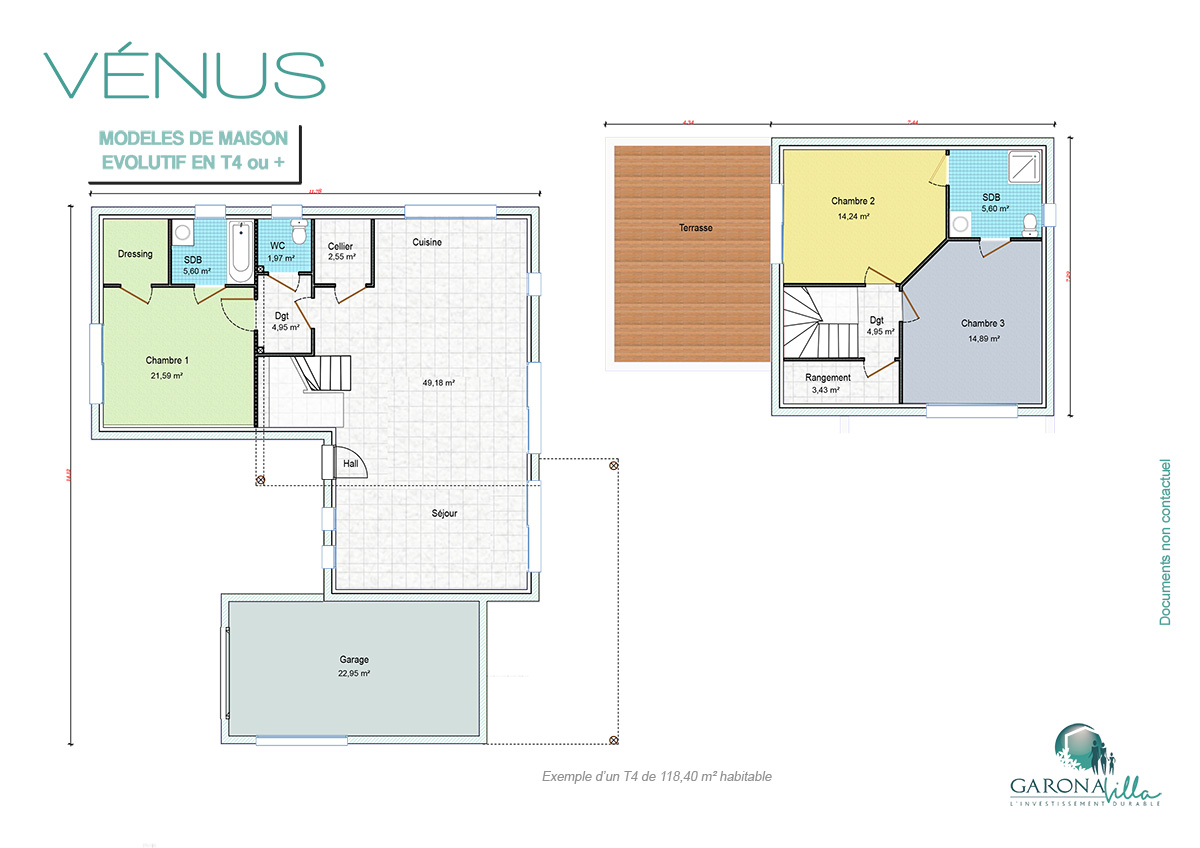 VÉNUS
MODELES DE MAISON
EVOLUTIF EN T4 ou +
Dressing
SDB
5,60 m²
WC
1,97 m²
Cellier
2,55 m²
Cuisine
Dgt
4,95 m²
Chambre 1
21,59 m²
49,18 m²
Hall
Séjour
Garage
22,95 m²
Terrasse
Chambre 2
14,24 m²
SDB
5,60 m²
Dgt
4,95 m²
Chambre 3
14,89 m²
Rangement
3,43 m²
Documents non contactuel
Exemple d'un T4 de 118,40 m² habitable
GARONA Villa
L'INVESTISSEMENT DURABLE